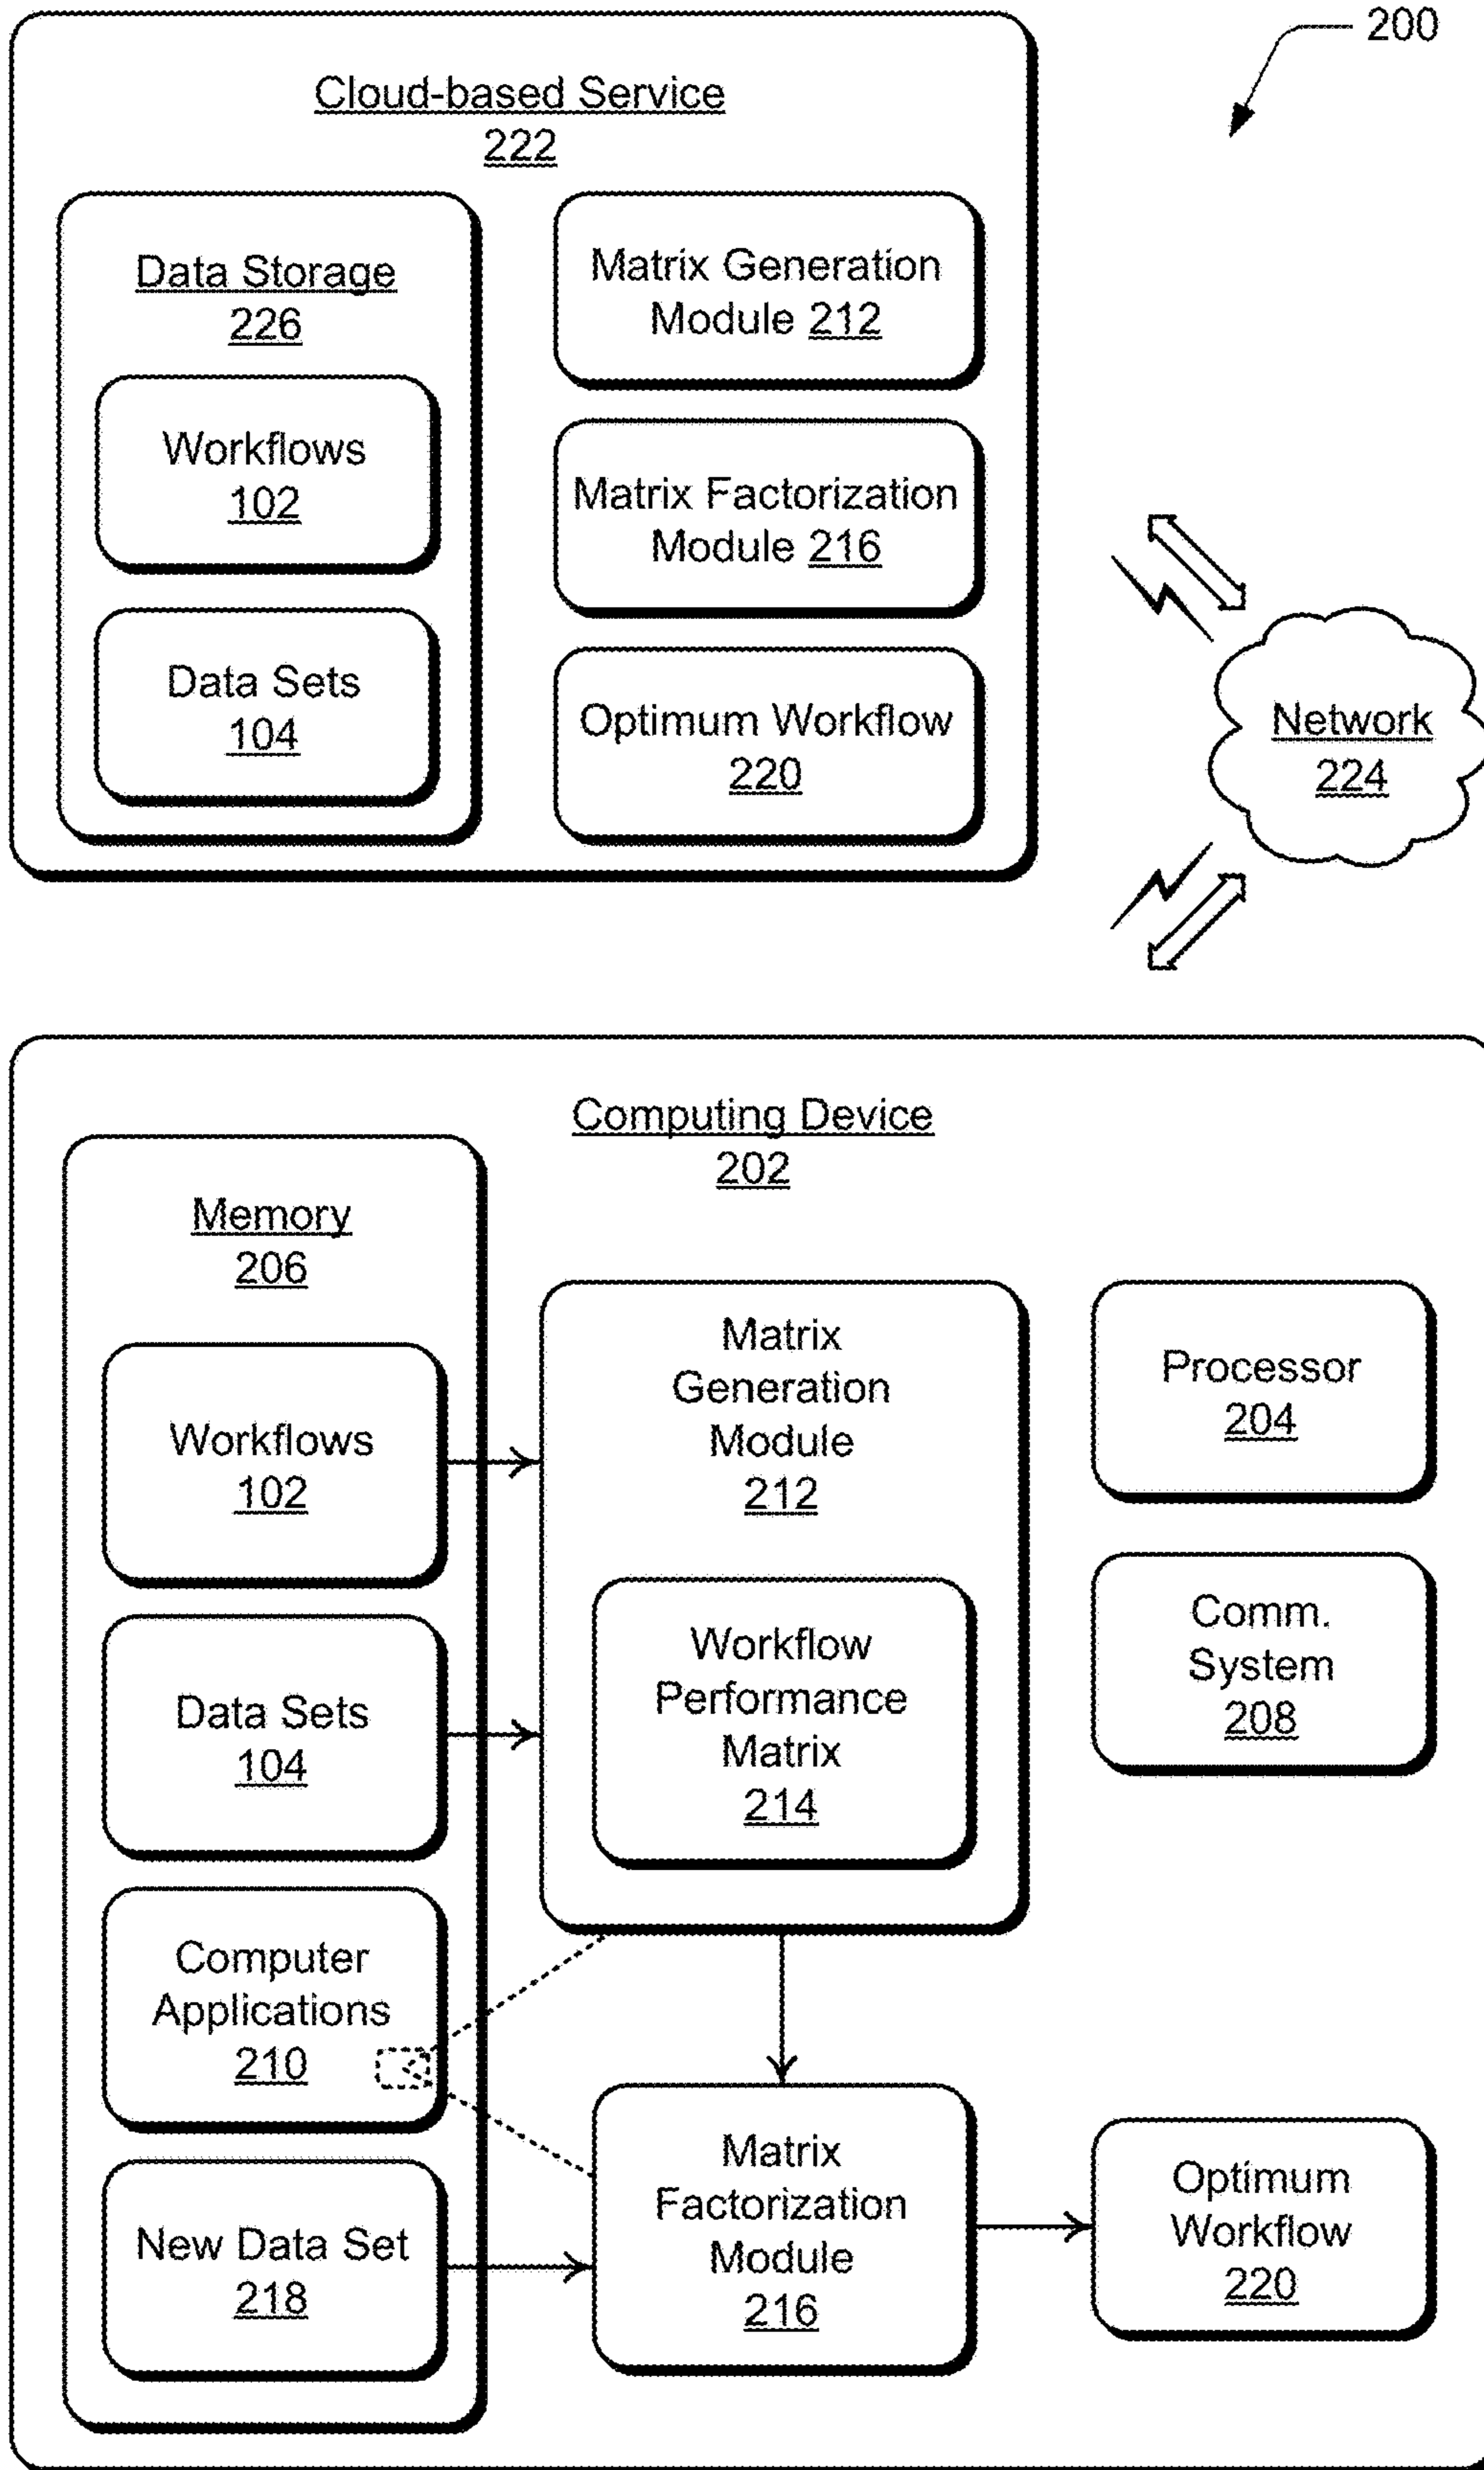 200
Cloud-based Service
222
Data Storage
226
Workflows
102
Data Sets
104
Matrix Generation
Module 212
Matrix Factorization
Module 216
Optimum Workflow
220
Network
224
Computing Device
202
Memory
206
Workflows
102
Data Sets
104
Computer
Applications
210
New Data Set
218
Matrix
Generation
Module
212
Workflow
Performance
Matrix
214
Matrix
Factorization
Module
216
Processor
204
Comm.
System
208
Optimum
Workflow
220